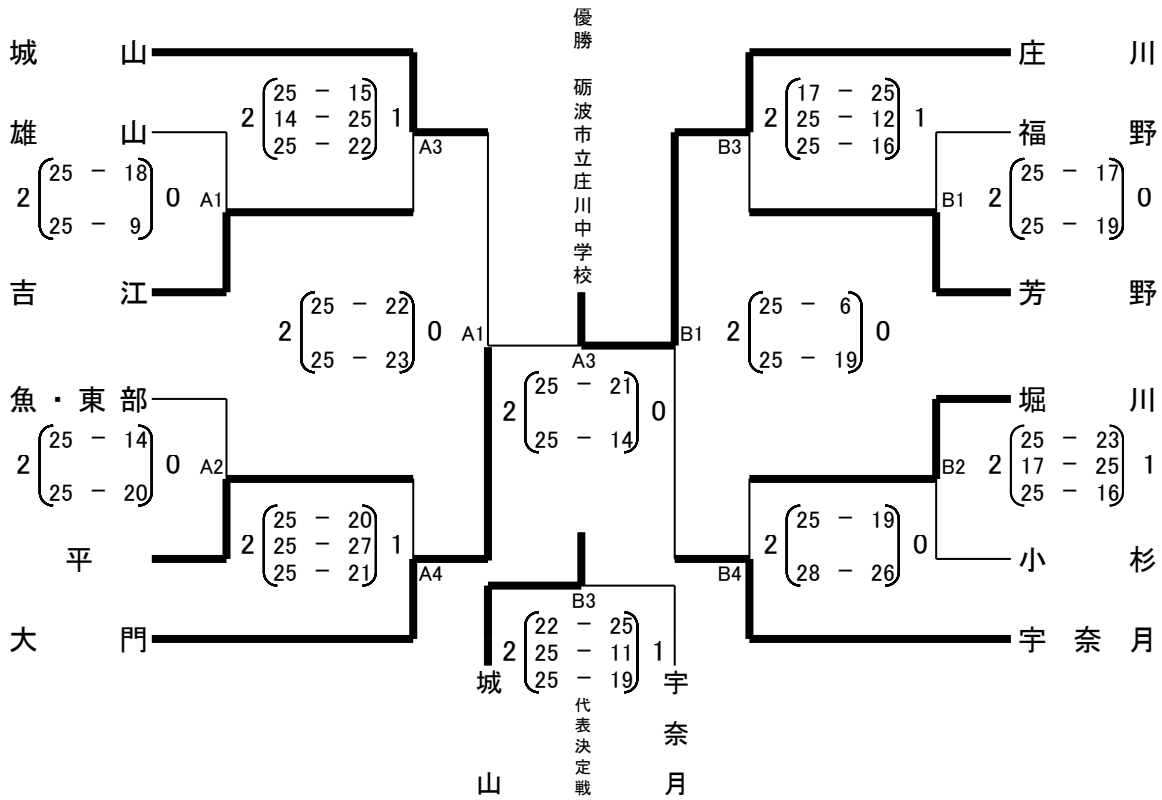 優勝 砺波市立庄川中学校
城山
雄山
吉江
魚・東部
平
大門
2 25 − 15 1
14 − 25
25 − 22
A3
2 25 − 18 0
25 − 9
A1
2 25 − 22 0
25 − 23
A1
2 25 − 14 0
25 − 20
A2
2 25 − 20 1
25 − 27
25 − 21
A4
A3
2 25 − 21 0
25 − 14
B3
2 22 − 25 1
25 − 11
25 − 19
城山
代表決定戦
宇奈月
庄川
福野
芳野
堀川
小杉
宇奈月
B3
2 17 − 25 1
25 − 12
25 − 16
B1
2 25 − 17 0
25 − 19
B1
2 25 − 6 0
25 − 19
B2
2 25 − 23 1
17 − 25
25 − 16
B4
2 25 − 19 0
28 − 26